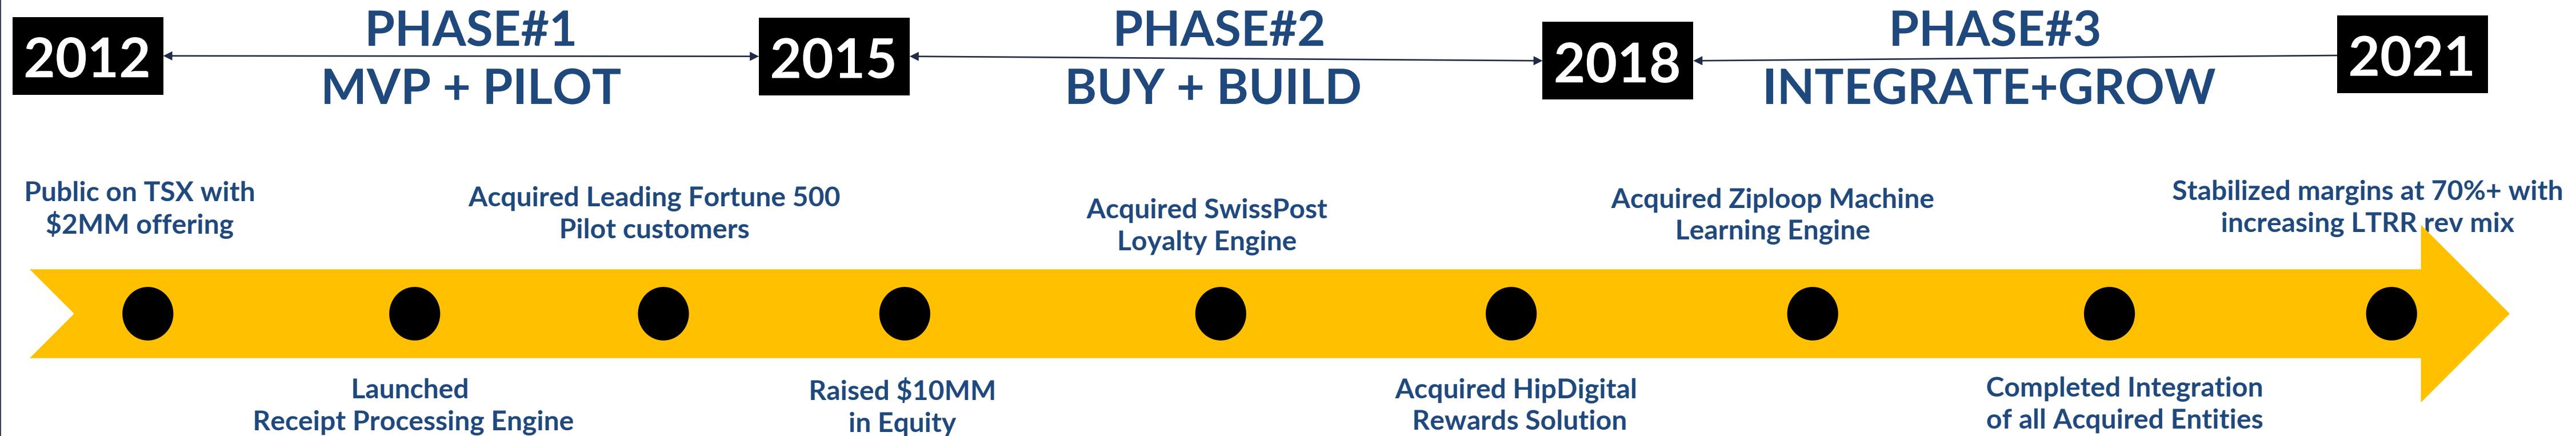 2012
PHASE#1
MVP + PILOT
2015
PHASE#2
BUY + BUILD
2018
PHASE#3
INTEGRATE+GROW
2021
Public on TSX with
$2MM offering
Acquired Leading Fortune 500
Pilot customers
Acquired SwissPost
Loyalty Engine
Acquired Ziploop Machine
Learning Engine
Stabilized margins at 70%+ with
increasing LTRR rev mix
Launched
Receipt Processing Engine
Raised $10MM
in Equity
Acquired HipDigital
Rewards Solution
Completed Integration
of all Acquired Entities